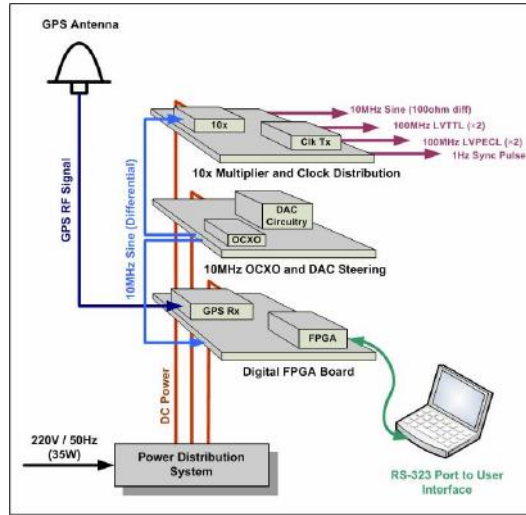 GPS Antenna
10MHz Sine (100ohm diff)
10x
100MHz LVTTL (×2)
Clk Tx
100MHz LVPECL (×2)
1Hz Sync Pulse
10x Multiplier and Clock Distribution
GPS RF Signal
10MHz Sine (Differential)
DAC
Circuitry
OCXO
10MHz OCXO and DAC Steering
GPS Rx
FPGA
Digital FPGA Board
DC Power
220V / 50Hz
(35W)
Power Distribution
System
RS-323 Port to User
Interface